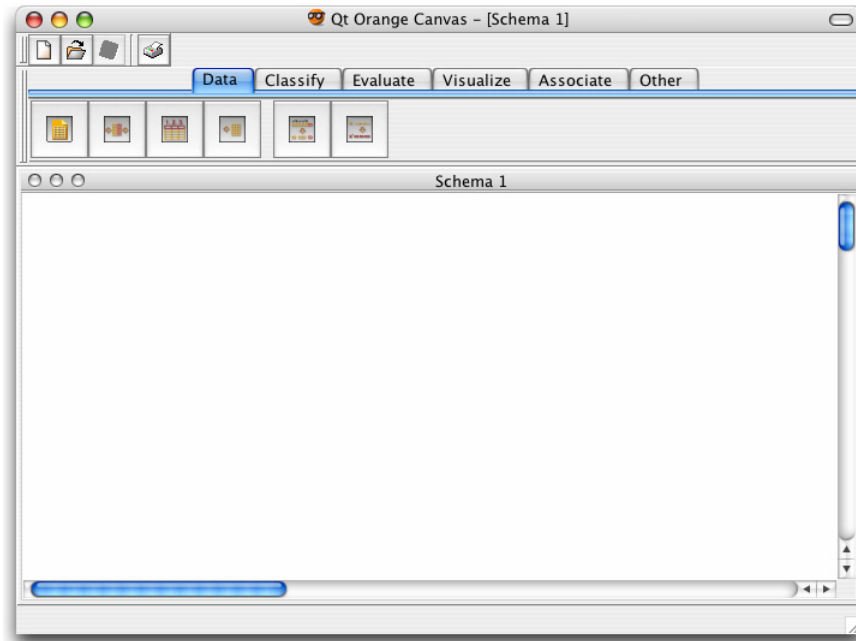 Qt Orange Canvas – [Schema 1]
Data Classify Evaluate Visualize Associate Other
Schema 1